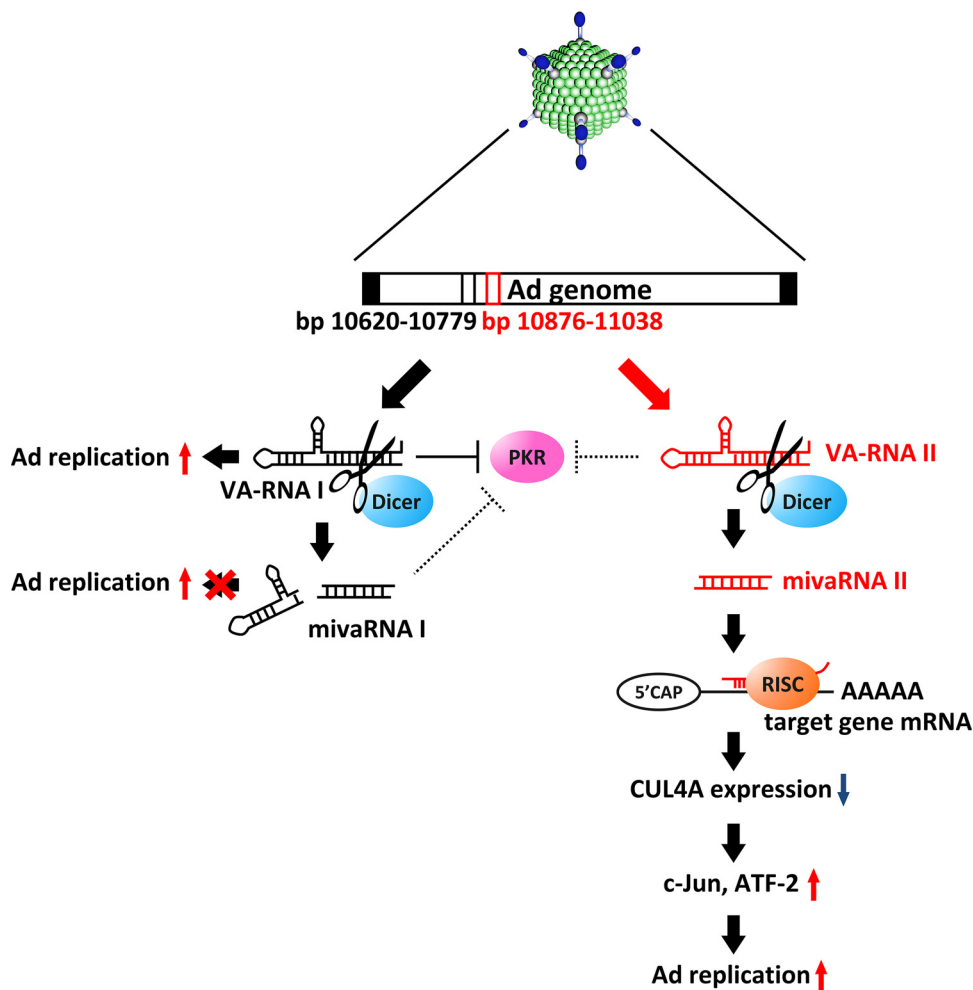 Ad genome
bp 10620-10779 bp 10876-11038
Ad replication
VA-RNA I
Dicer
PKR
VA-RNA II
Dicer
Ad replication
mivaRNA I
mivaRNA II
5'CAP
RISC
AAAAA
target gene mRNA
CUL4A expression
c-Jun, ATF-2
Ad replication